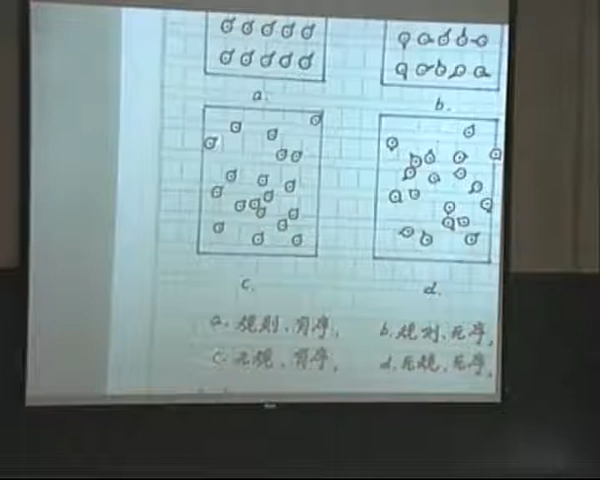 a. b.
c. d.
a. 规则、有序, b. 规则、无序,
c. 无规、有序, d. 无规、无序,